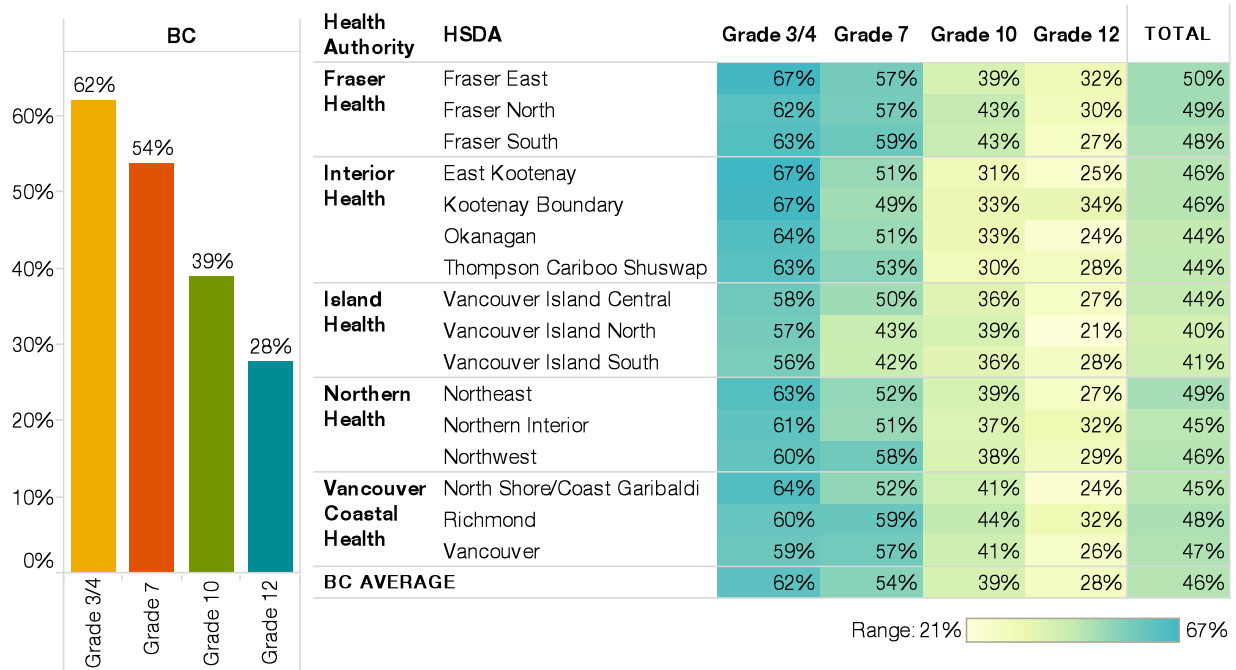 BC
62%
54%
39%
28%
60%
50%
40%
30%
20%
10%
0%
Grade 3/4
Grade 7
Grade 10
Grade 12
Health Authority HSDA Grade 3/4 Grade 7 Grade 10 Grade 12 TOTAL
Fraser Health
Fraser East 67% 57% 39% 32% 50%
Fraser North 62% 57% 43% 30% 49%
Fraser South 63% 59% 43% 27% 48%
Interior Health
East Kootenay 67% 51% 31% 25% 46%
Kootenay Boundary 67% 49% 33% 34% 46%
Okanagan 64% 51% 33% 24% 44%
Thompson Cariboo Shuswap 63% 53% 30% 28% 44%
Island Health
Vancouver Island Central 58% 50% 36% 27% 44%
Vancouver Island North 57% 43% 39% 21% 40%
Vancouver Island South 56% 42% 36% 28% 41%
Northern Health
Northeast 63% 52% 39% 27% 49%
Northern Interior 61% 51% 37% 32% 45%
Northwest 60% 58% 38% 29% 46%
Vancouver Coastal Health
North Shore/Coast Garibaldi 64% 52% 41% 24% 45%
Richmond 60% 59% 44% 32% 48%
Vancouver 59% 57% 41% 26% 47%
BC AVERAGE 62% 54% 39% 28% 46%
Range: 21% 67%